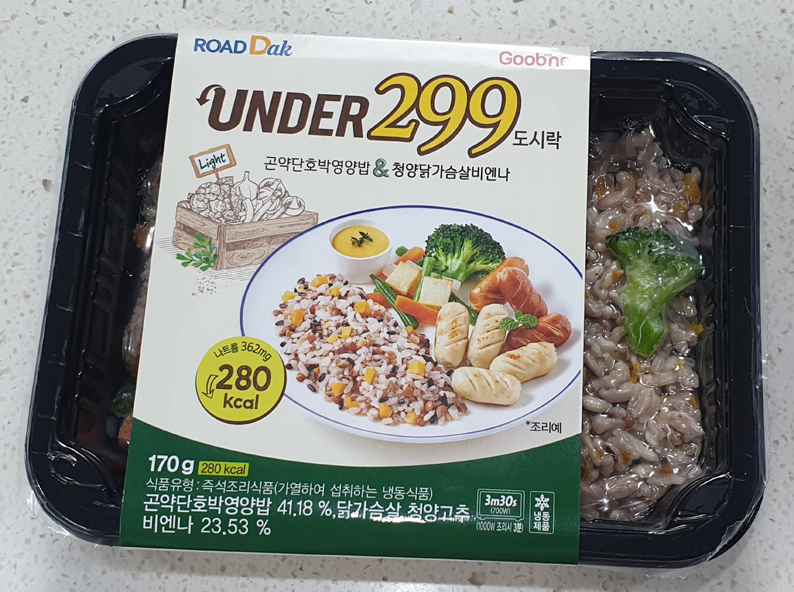 ROAD Dak
Goobne
UNDER 299 도시락
곤약단호박영양밥 & 청양닭가슴살비엔나
Light
나트륨 362mg
280
kcal
*조리예
170 g 280 kcal
식품유형 : 즉석조리식품(가열하여 섭취하는 냉동식품)
곤약단호박영양밥 41.18 %, 닭가슴살 청양고추
비엔나 23.53 %
3m30s
(700W)
(1000W 조리시 3분)
냉동
제품